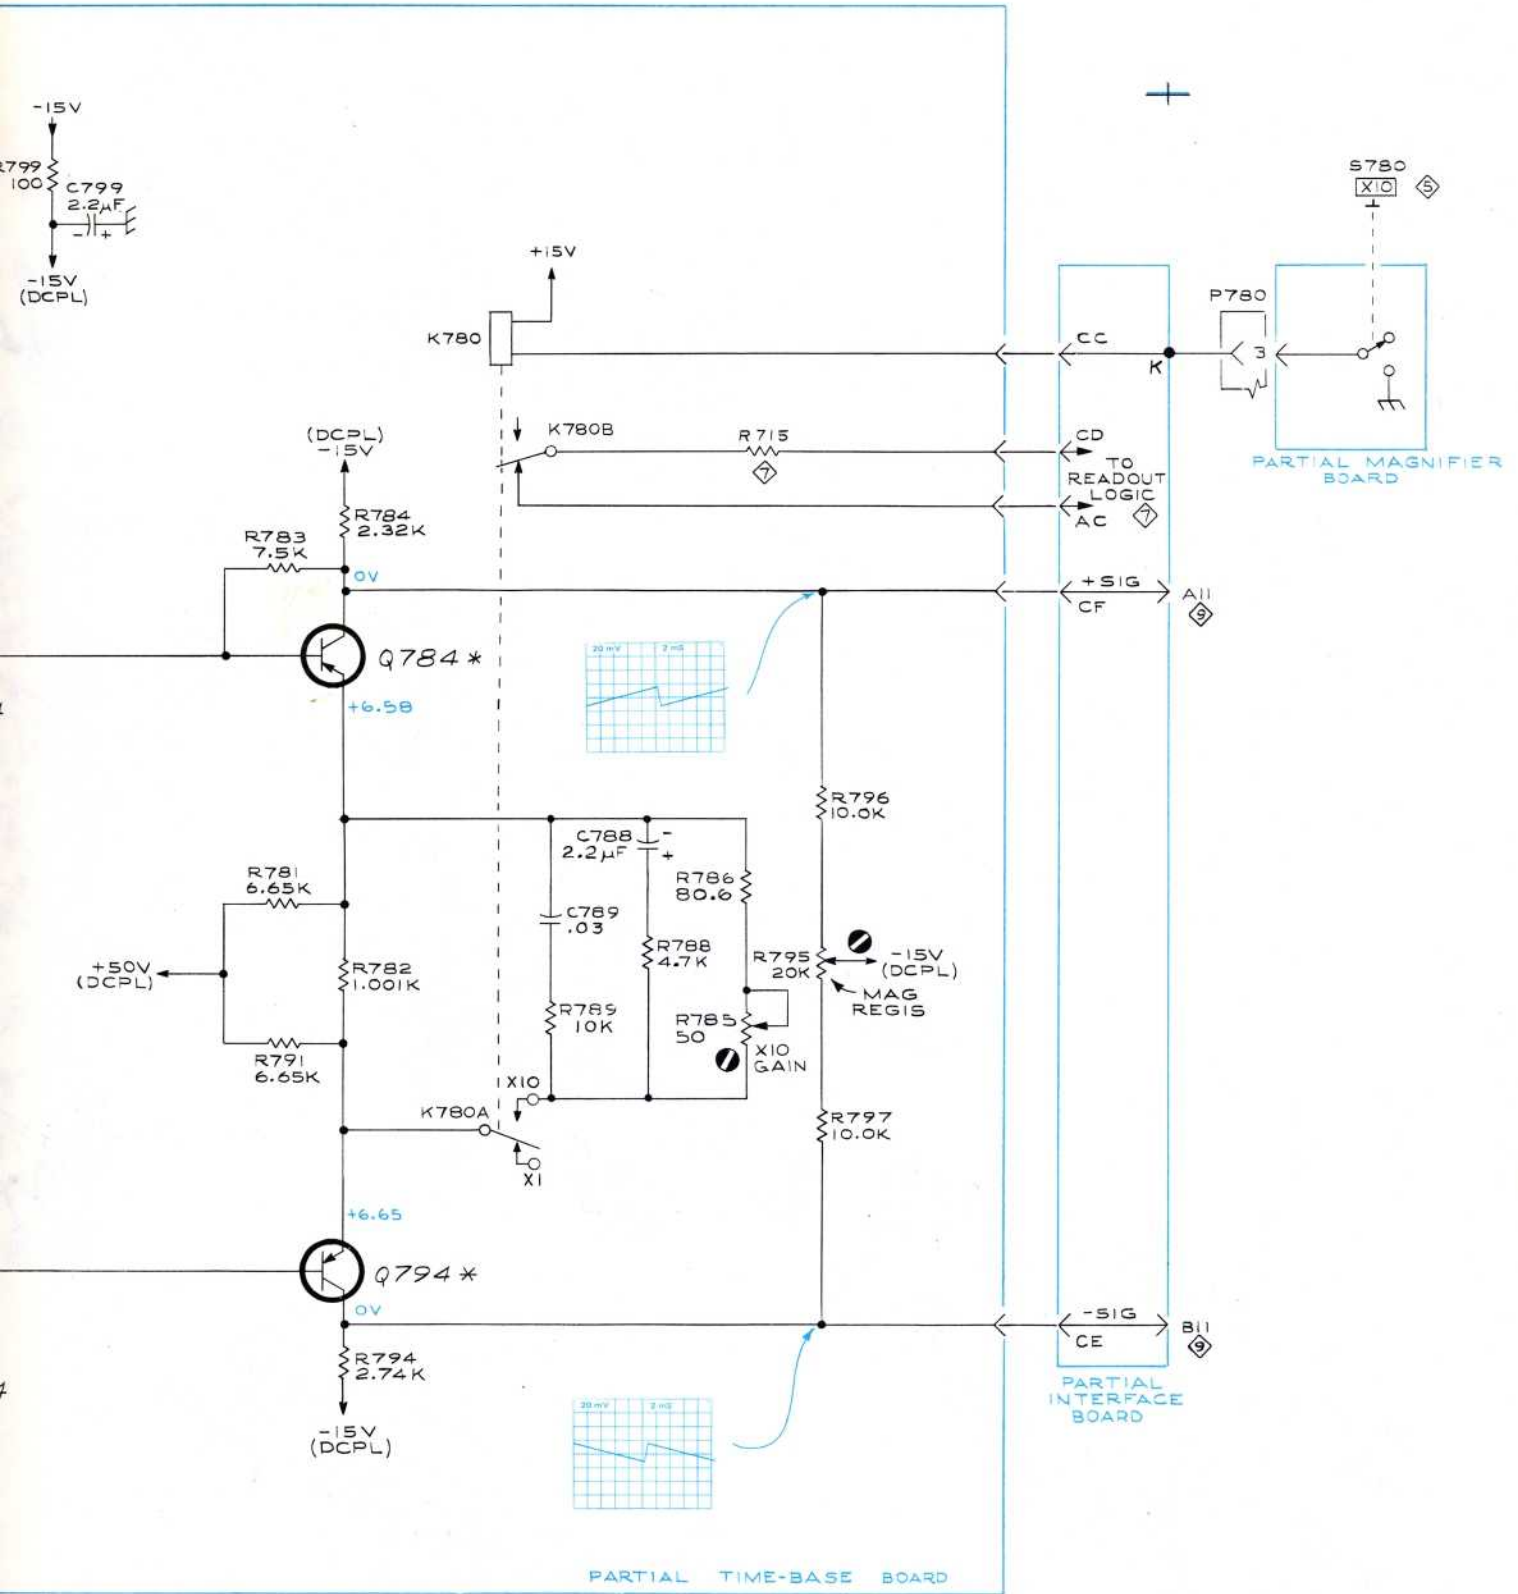 -15V
R799
100
C799
2.2µF
- +
-15V
(DCPL)
S780
X10 5
+15V
K780
P780
CC
K
3
PARTIAL MAGNIFIER
BOARD
K780B
R715
7
CD
TO
READOUT
LOGIC
7
AC
(DCPL)
-15V
R784
2.32K
R783
7.5K
0V
+SIG
CF
A11
9
Q784*
+6.58
20 mV 2 mS
R796
10.0K
C788
2.2µF
-
+
R786
80.6
R781
6.65K
C789
.03
R788
4.7K
+50V
(DCPL)
R782
1.001K
R795
20K
-15V
(DCPL)
MAG
REGIS
R789
10K
R785
50
X10
GAIN
R791
6.65K
X10
K780A
X1
R797
10.0K
+6.65
Q794*
0V
-SIG
CE
B11
9
R794
2.74K
-15V
(DCPL)
20 mV 2 mS
PARTIAL
INTERFACE
BOARD
PARTIAL TIME-BASE BOARD